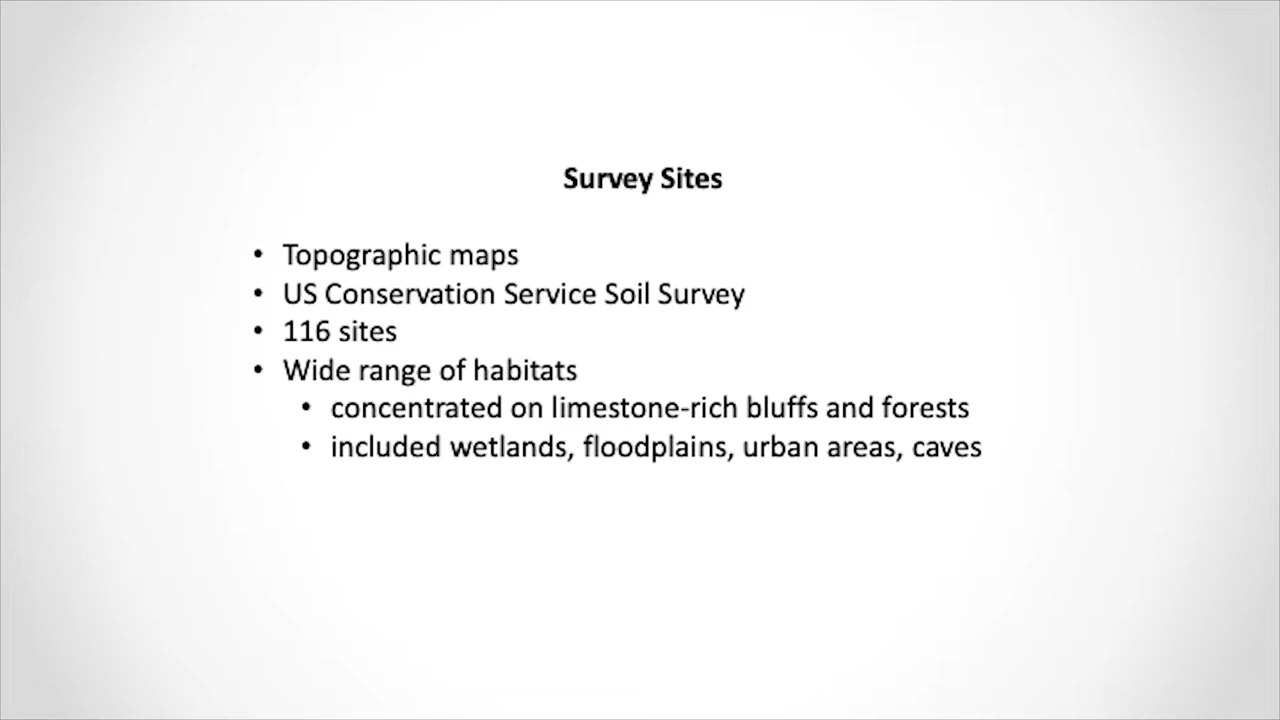 Survey Sites
• Topographic maps
• US Conservation Service Soil Survey
• 116 sites
• Wide range of habitats
• concentrated on limestone-rich bluffs and forests
• included wetlands, floodplains, urban areas, caves